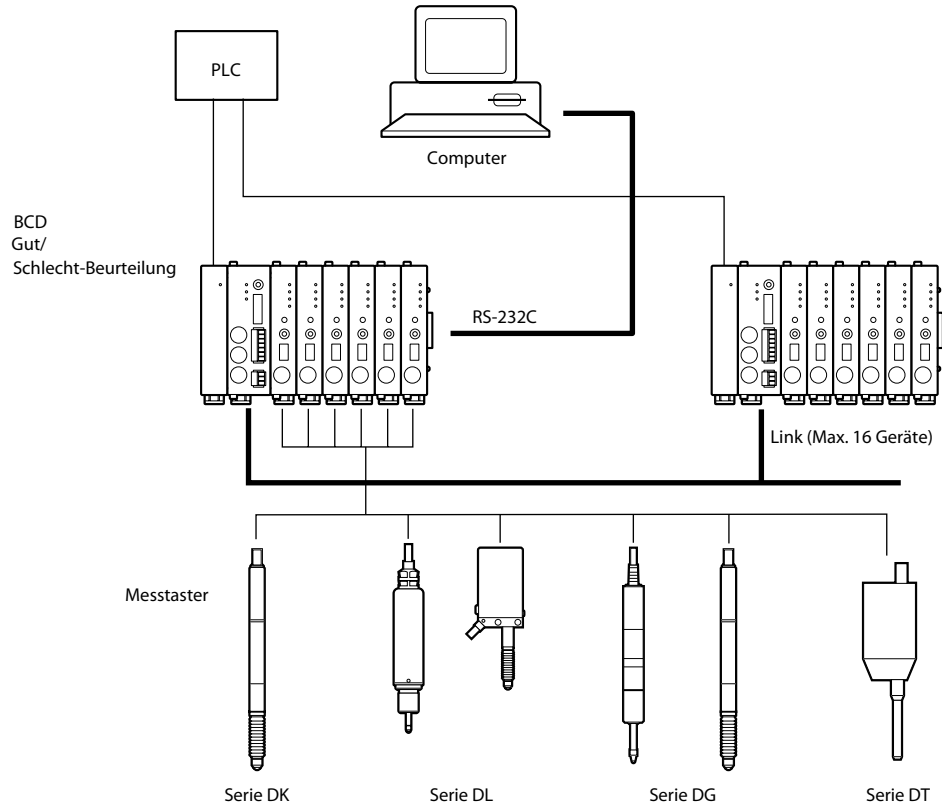 PLC
Computer
BCD
Gut/
Schlecht-Beurteilung
RS-232C
Link (Max. 16 Geräte)
Messtaster
Serie DK
Serie DL
Serie DG
Serie DT